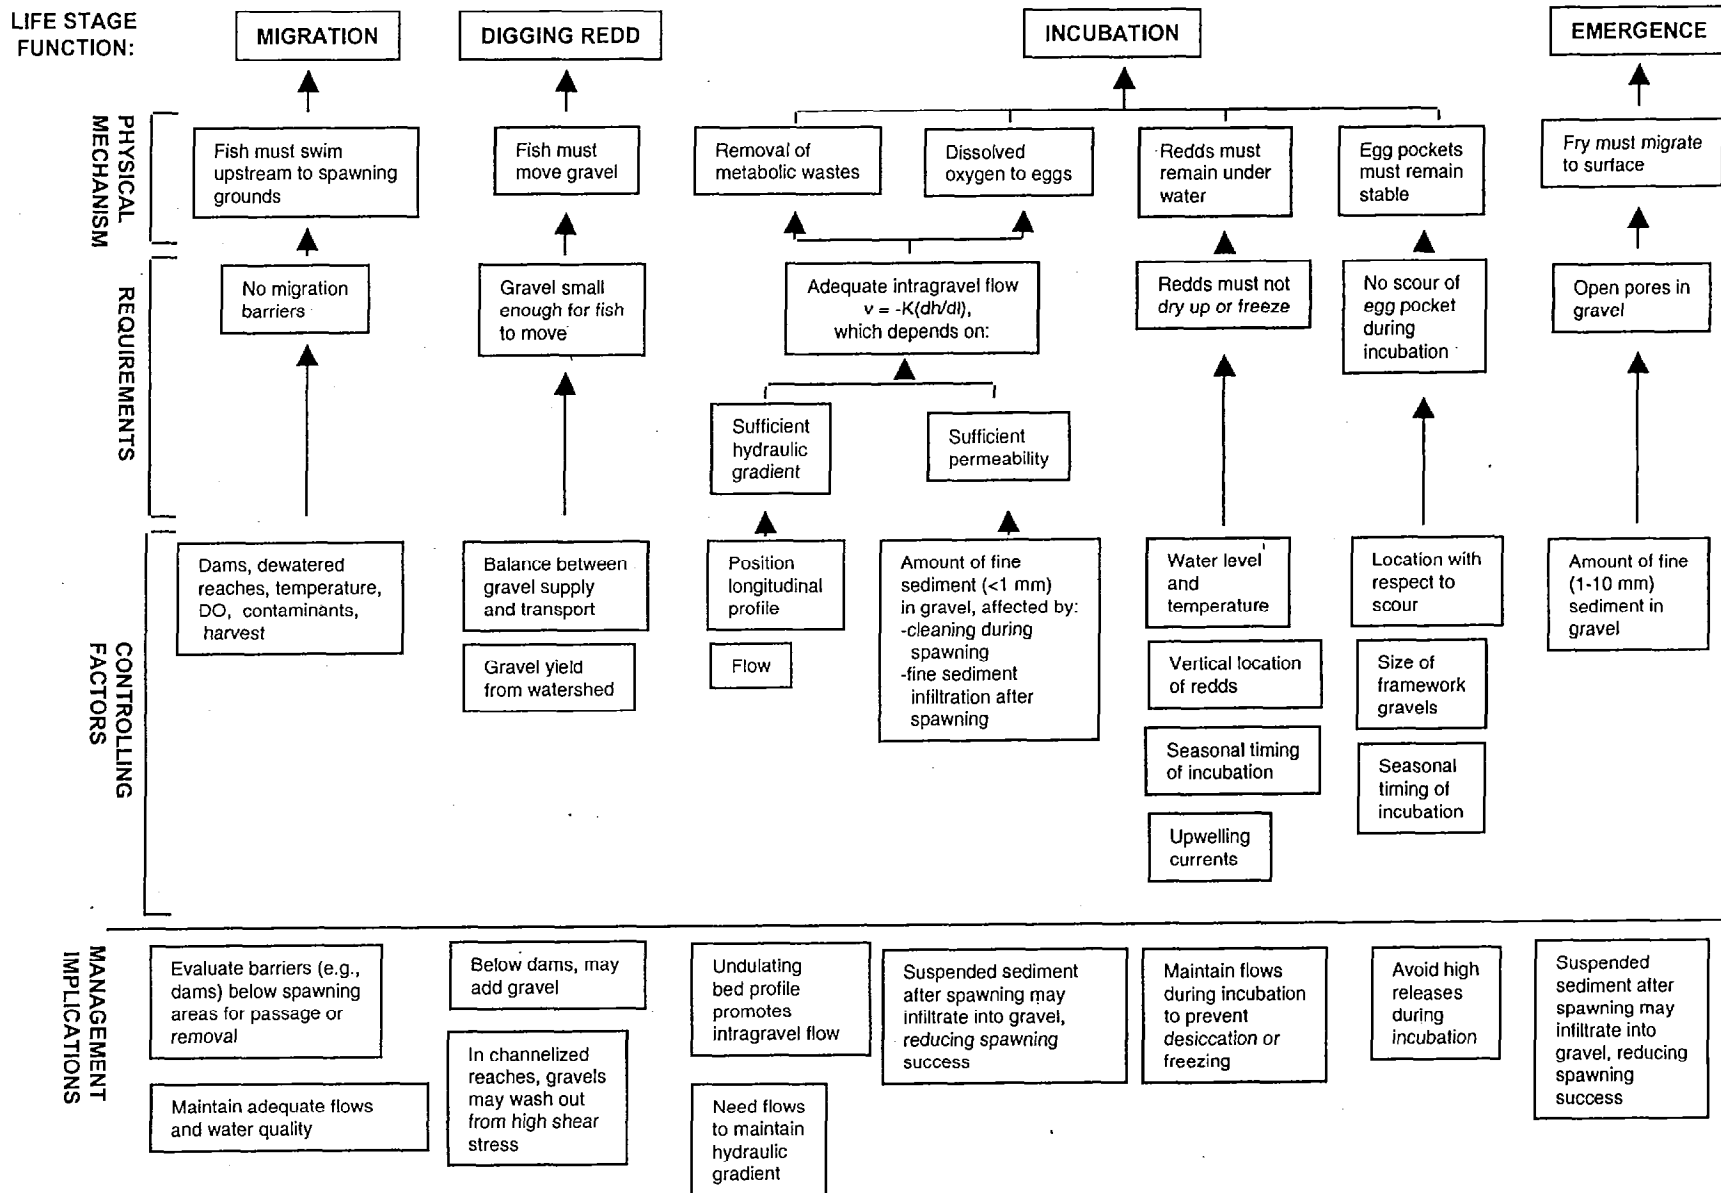 LIFE STAGE
FUNCTION:
MIGRATION
DIGGING REDD
INCUBATION
EMERGENCE
PHYSICAL
MECHANISM
Fish must swim
upstream to spawning
grounds
Fish must
move gravel
Removal of
metabolic wastes
Dissolved
oxygen to eggs
Redds must
remain under
water
Egg pockets
must remain
stable
Fry must migrate
to surface
REQUIREMENTS
No migration
barriers
Gravel small
enough for fish
to move
Adequate intragravel flow
v = -K(dh/dl),
which depends on:
Redds must not
dry up or freeze
No scour of
egg pocket
during
incubation
Open pores in
gravel
Sufficient
hydraulic
gradient
Sufficient
permeability
CONTROLLING
FACTORS
Dams, dewatered
reaches, temperature,
DO, contaminants,
harvest
Balance between
gravel supply
and transport
Gravel yield
from watershed
Position
longitudinal
profile
Flow
Amount of fine
sediment (<1 mm)
in gravel, affected by:
-cleaning during
spawning
-fine sediment
infiltration after
spawning
Water level
and
temperature
Vertical location
of redds
Seasonal timing
of incubation
Upwelling
currents
Location with
respect to
scour
Size of
framework
gravels
Seasonal
timing of
incubation
Amount of fine
(1-10 mm)
sediment in
gravel
MANAGEMENT
IMPLICATIONS
Evaluate barriers (e.g.,
dams) below spawning
areas for passage or
removal
Maintain adequate flows
and water quality
Below dams, may
add gravel
In channelized
reaches, gravels
may wash out
from high shear
stress
Undulating
bed profile
promotes
intragravel flow
Need flows
to maintain
hydraulic
gradient
Suspended sediment
after spawning may
infiltrate into gravel,
reducing spawning
success
Maintain flows
during incubation
to prevent
desiccation or
freezing
Avoid high
releases
during
incubation
Suspended
sediment after
spawning may
infiltrate into
gravel, reducing
spawning
success